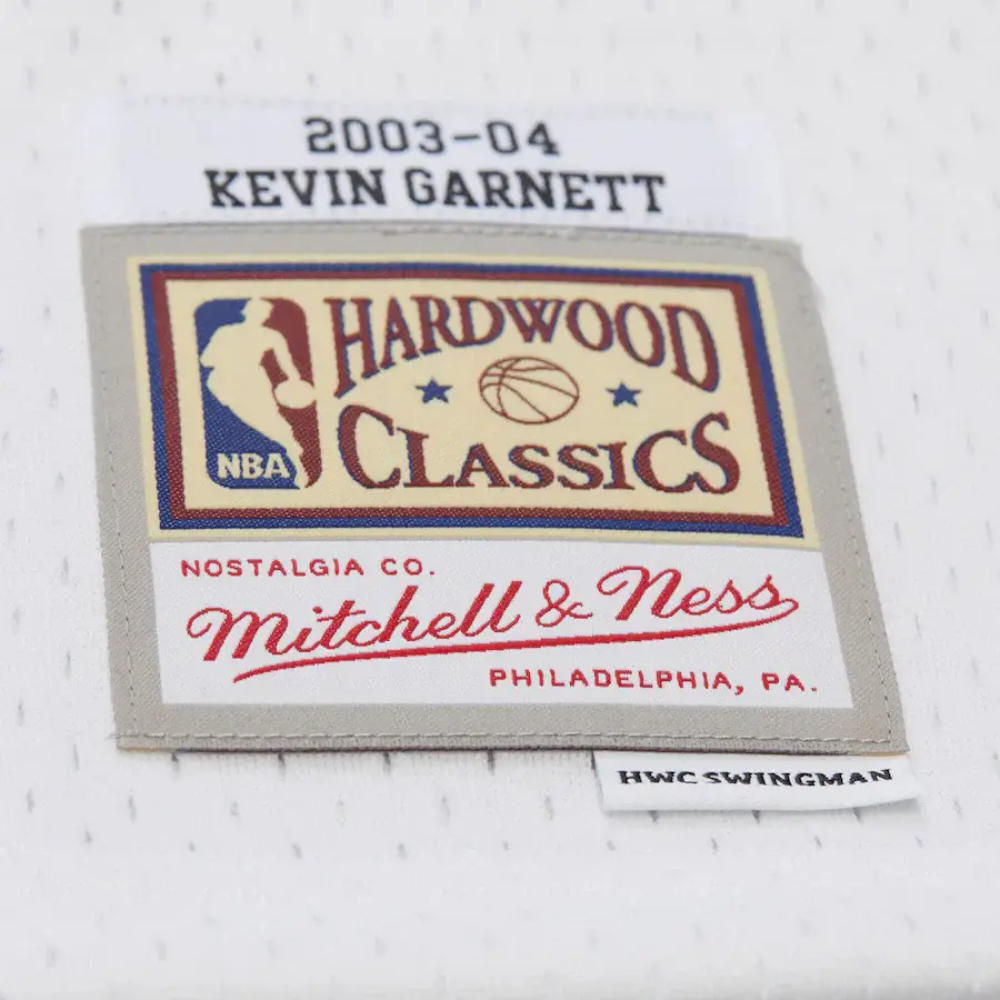 2003-04
KEVIN GARNETT
HARDWOOD
CLASSICS
NBA
NOSTALGIA CO.
Mitchell & Ness
PHILADELPHIA, PA.
HWC SWINGMAN